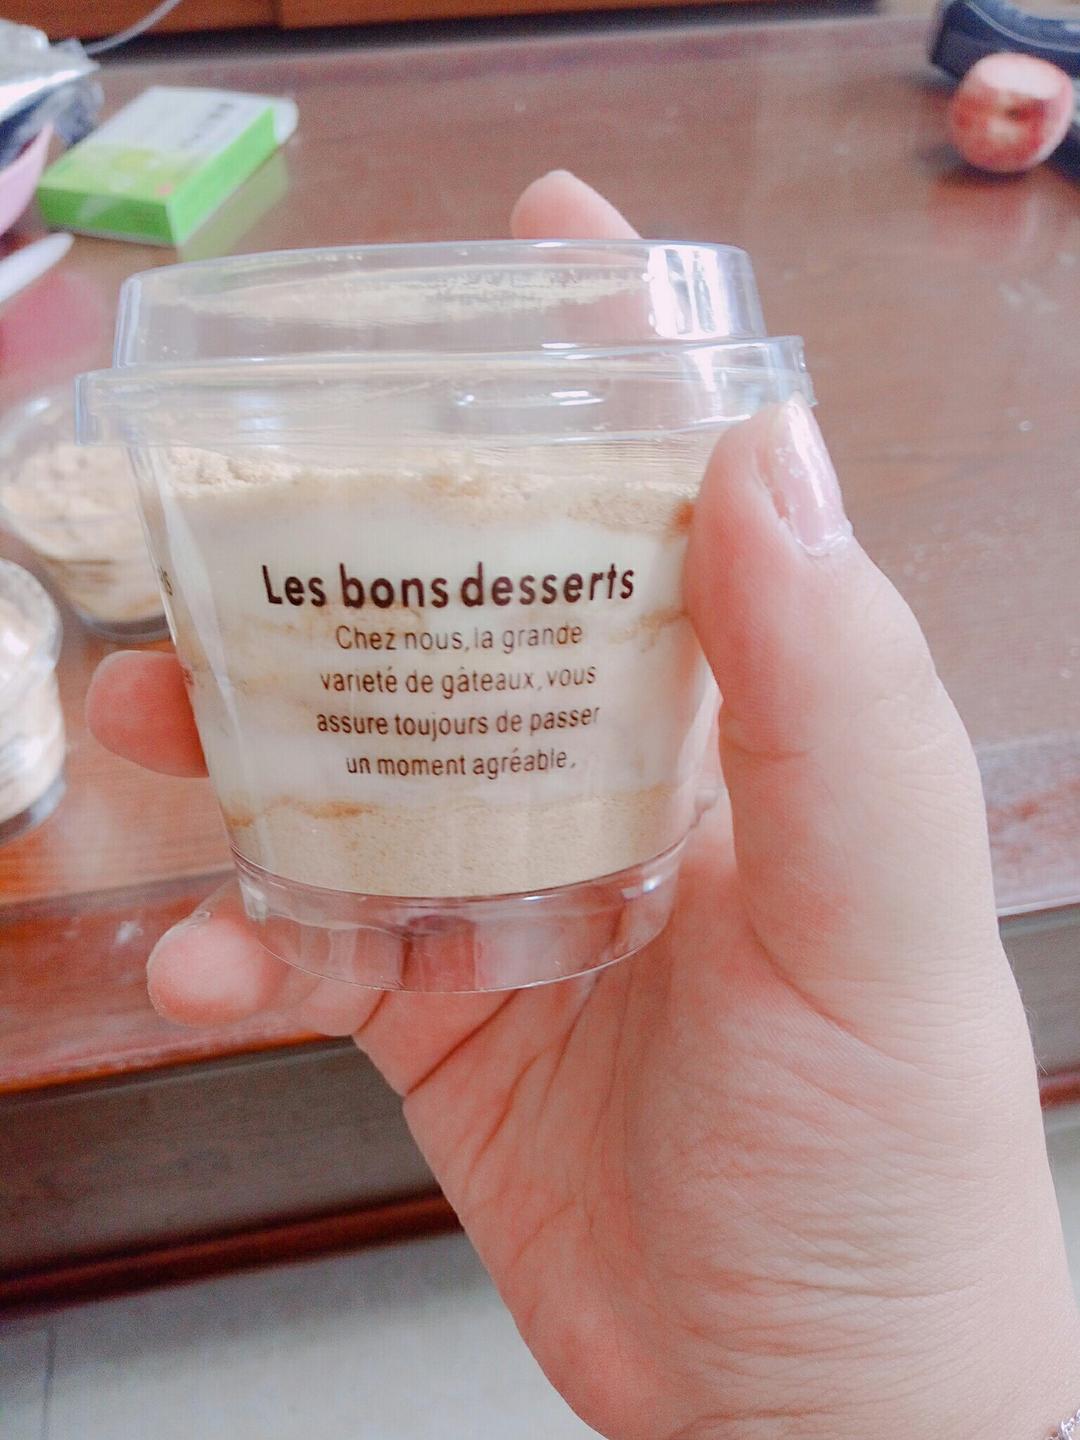 Les bons desserts
Chez nous, la grande
varieté de gâteaux, vous
assure toujours de passer
un moment agréable.